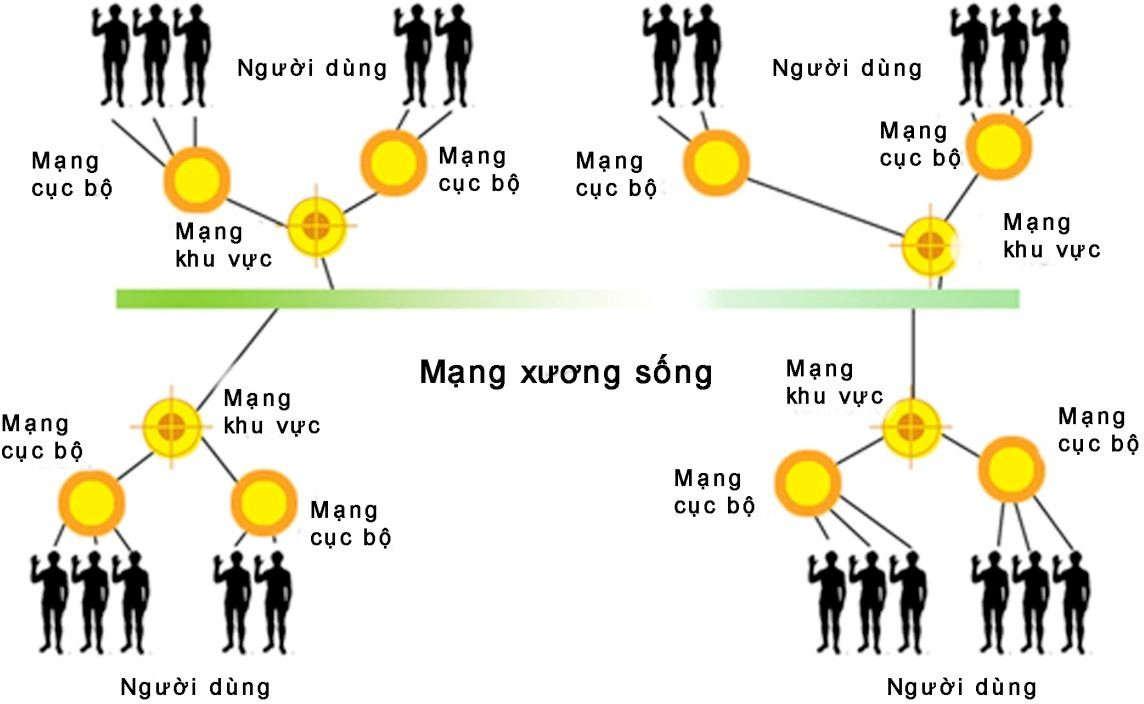 Người dùng
Người dùng
Mạng
cục bộ
Mạng
cục bộ
Mạng
cục bộ
Mạng
cục bộ
Mạng
khu vực
Mạng
khu vực
Mạng xương sống
Mạng
khu vực
Mạng
khu vực
Mạng
cục bộ
Mạng
cục bộ
Mạng
cục bộ
Mạng
cục bộ
Người dùng
Người dùng